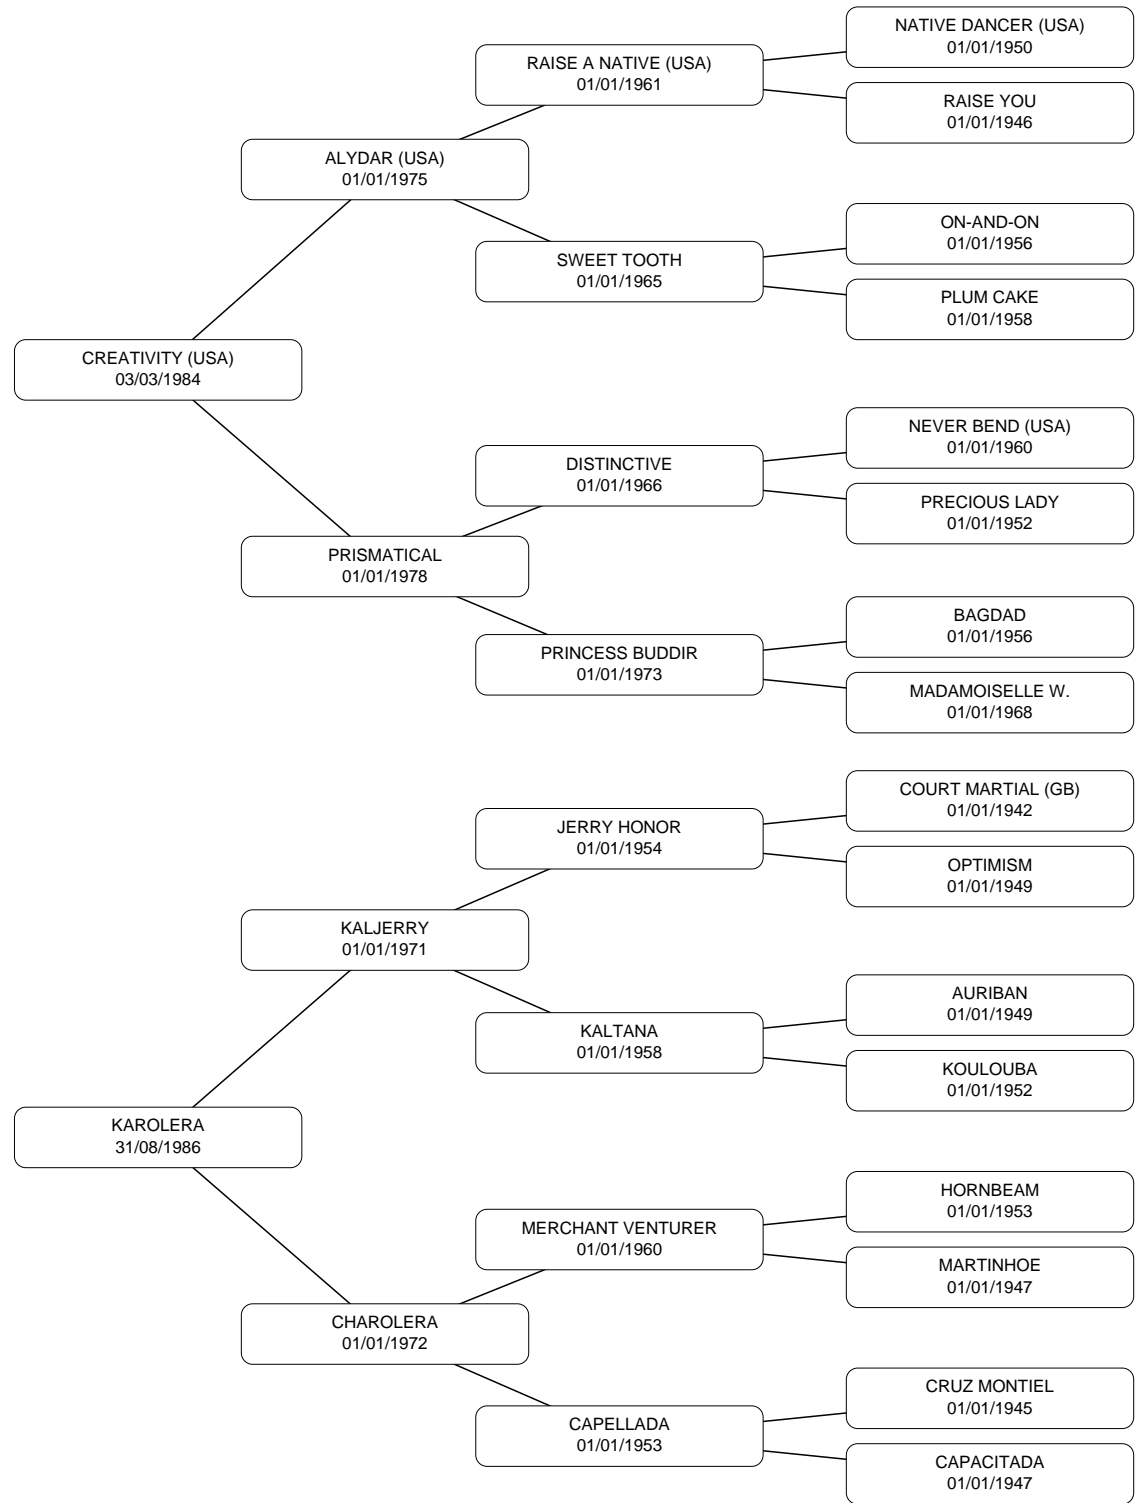 NATIVE DANCER (USA)
01/01/1950
RAISE A NATIVE (USA)
01/01/1961
RAISE YOU
01/01/1946
ALYDAR (USA)
01/01/1975
ON-AND-ON
01/01/1956
SWEET TOOTH
01/01/1965
PLUM CAKE
01/01/1958
CREATIVITY (USA)
03/03/1984
NEVER BEND (USA)
01/01/1960
DISTINCTIVE
01/01/1966
PRECIOUS LADY
01/01/1952
PRISMATICAL
01/01/1978
BAGDAD
01/01/1956
PRINCESS BUDDIR
01/01/1973
MADAMOISELLE W.
01/01/1968
COURT MARTIAL (GB)
01/01/1942
JERRY HONOR
01/01/1954
OPTIMISM
01/01/1949
KALJERRY
01/01/1971
AURIBAN
01/01/1949
KALTANA
01/01/1958
KOULOUBA
01/01/1952
KAROLERA
31/08/1986
HORNBEAM
01/01/1953
MERCHANT VENTURER
01/01/1960
MARTINHOE
01/01/1947
CHAROLERA
01/01/1972
CRUZ MONTIEL
01/01/1945
CAPELLADA
01/01/1953
CAPACITADA
01/01/1947